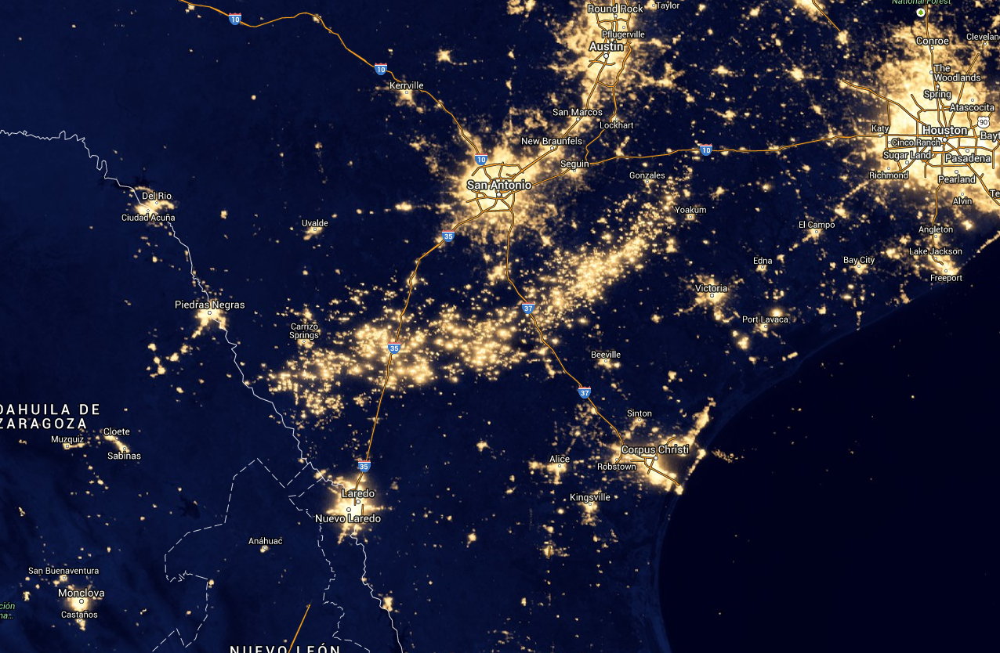 National Forest
Round Rock
Taylor
10
Pflugerville
Conroe
Cleveland
Austin
10
The
Woodlands
Kerrville
Spring
Atascocita
San Marcos
90
Lockhart
Katy
Houston
New Braunfels
10
Cinco Ranch
Bayt
10
Sugar Land
Pasadena
Seguin
Gonzales
Richmond
Pearland
San Antonio
Te
Del Rio
Alvin
Yoakum
Ciudad Acuña
Uvalde
El Campo
Angleton
35
Lake Jackson
Edna
Bay City
Freeport
Victoria
Piedras Negras
37
Port Lavaca
Carrizo
Springs
35
Beeville
37
OAHUILA DE
ZARAGOZA
Sinton
Cloete
Muzquiz
Sabinas
Corpus Christi
Alice
Robstown
35
Laredo
Kingsville
Nuevo Laredo
Anáhuac
San Buenaventura
Monclova
ción
na..
Castaños
NUEVO LEÓN